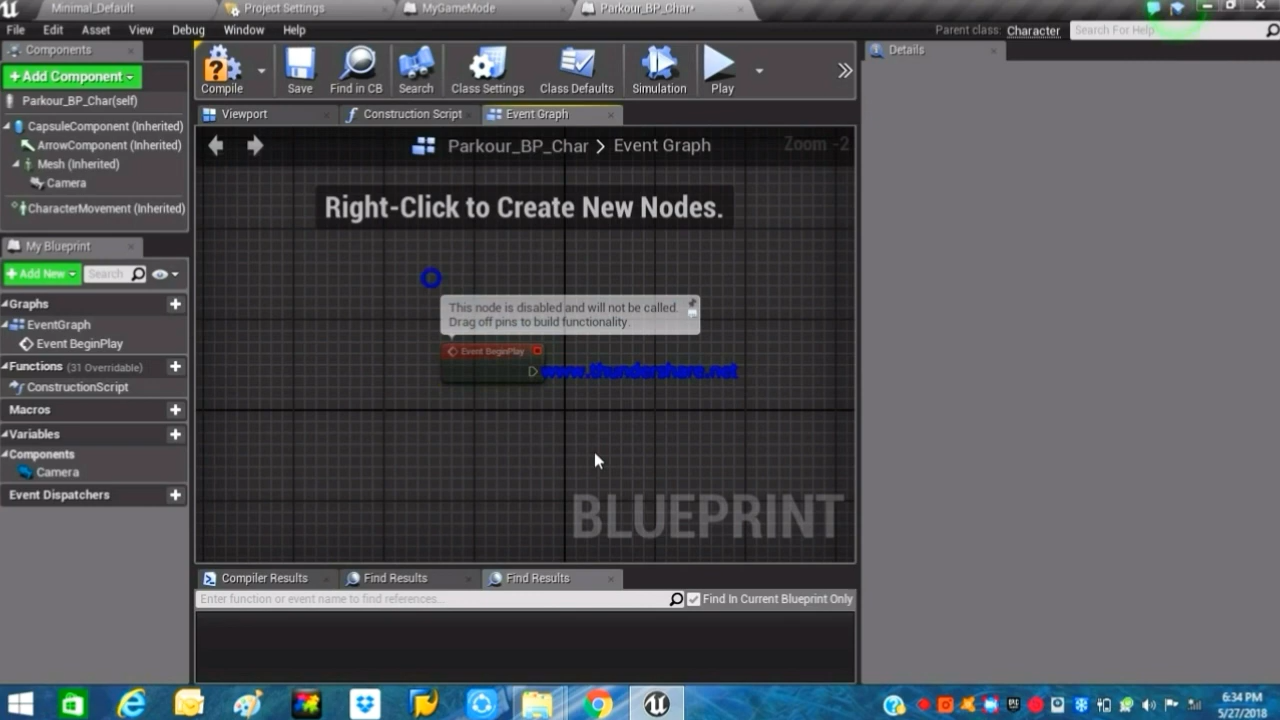 Minimal_Default
Project Settings
MyGameMode
Parkour_BP_Char*
File Edit Asset View Debug Window Help
Parent class: Character
Search For Help
Components
+Add Component
Parkour_BP_Char(self)
CapsuleComponent (Inherited)
ArrowComponent (Inherited)
Mesh (Inherited)
Camera
CharacterMovement (Inherited)
My Blueprint
+Add New
Search
Graphs
EventGraph
Event BeginPlay
Functions (31 Overridable)
ConstructionScript
Macros
Variables
Components
Camera
Event Dispatchers
Compile
Save
Find in CB
Search
Class Settings
Class Defaults
Simulation
Play
Viewport
Construction Script
Event Graph
Parkour_BP_Char > Event Graph
Zoom -2
Right-Click to Create New Nodes.
This node is disabled and will not be called.
Drag off pins to build functionality.
Event BeginPlay
www.thundershare.net
BLUEPRINT
Compiler Results
Find Results
Find Results
Enter function or event name to find references...
Find In Current Blueprint Only
Details
6:34 PM
5/27/2018